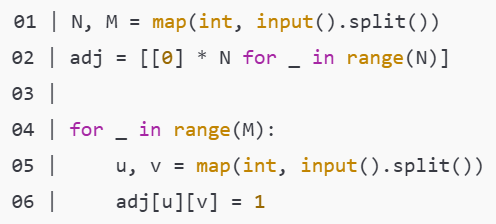 01 | N, M = map(int, input().split())
02 | adj = [[0] * N for _ in range(N)]
03 |
04 | for _ in range(M):
05 |     u, v = map(int, input().split())
06 |     adj[u][v] = 1